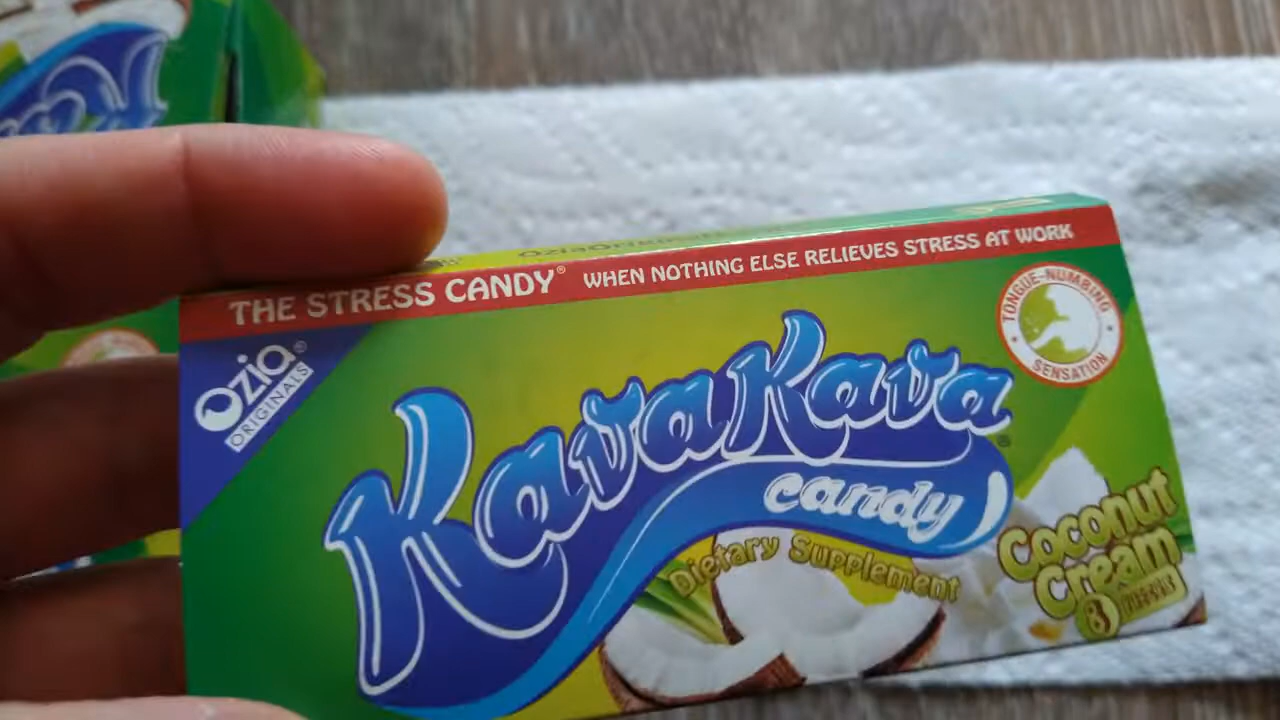 THE STRESS CANDY® WHEN NOTHING ELSE RELIEVES STRESS AT WORK
Ozia®
ORIGINALS
TONGUE-NUMBING
SENSATION
KavaKava®
candy
Dietary Supplement
Coconut
Cream
8 PIECES